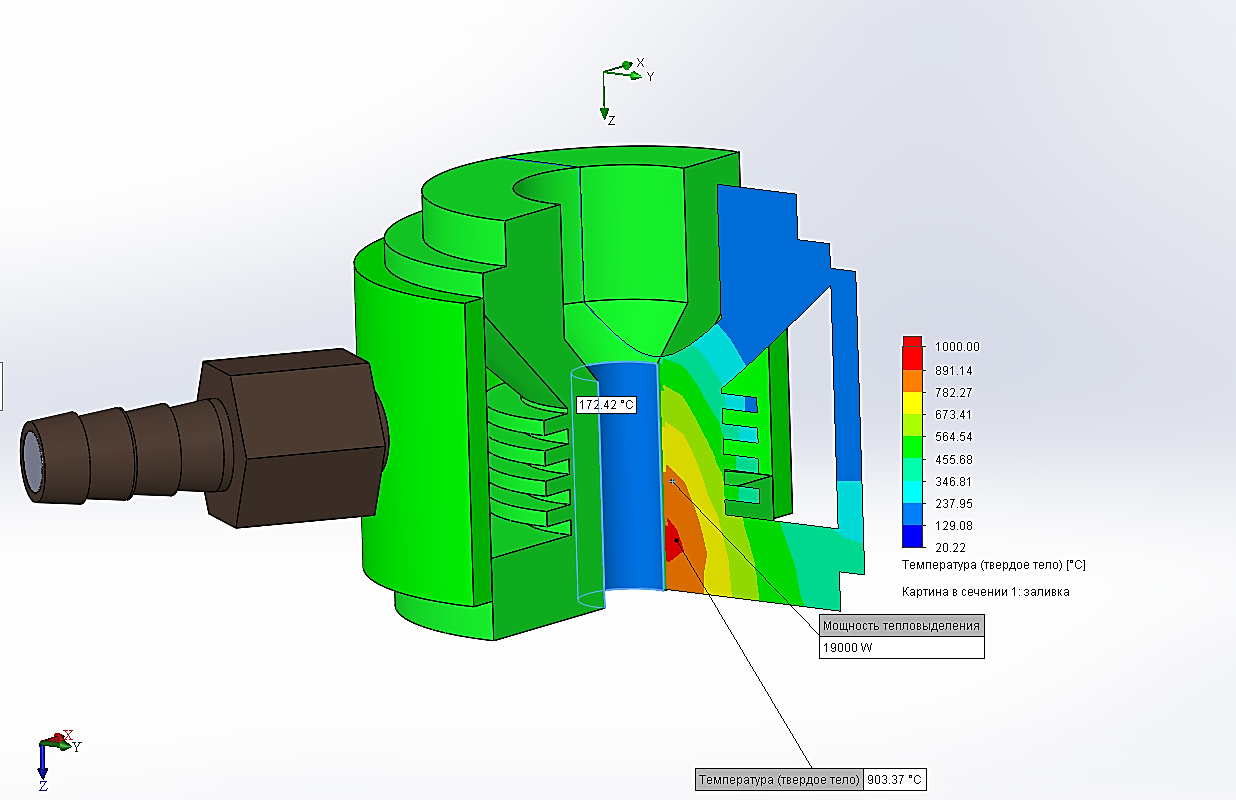 X
Y
Z
172.42 °C
1000.00
891.14
782.27
673.41
564.54
455.68
346.81
237.95
129.08
20.22
Температура (твердое тело) [°C]
Картина в сечении 1: заливка
Мощность тепловыделения
19000 W
X
Y
Z
Температура (твердое тело) 903.37 °C